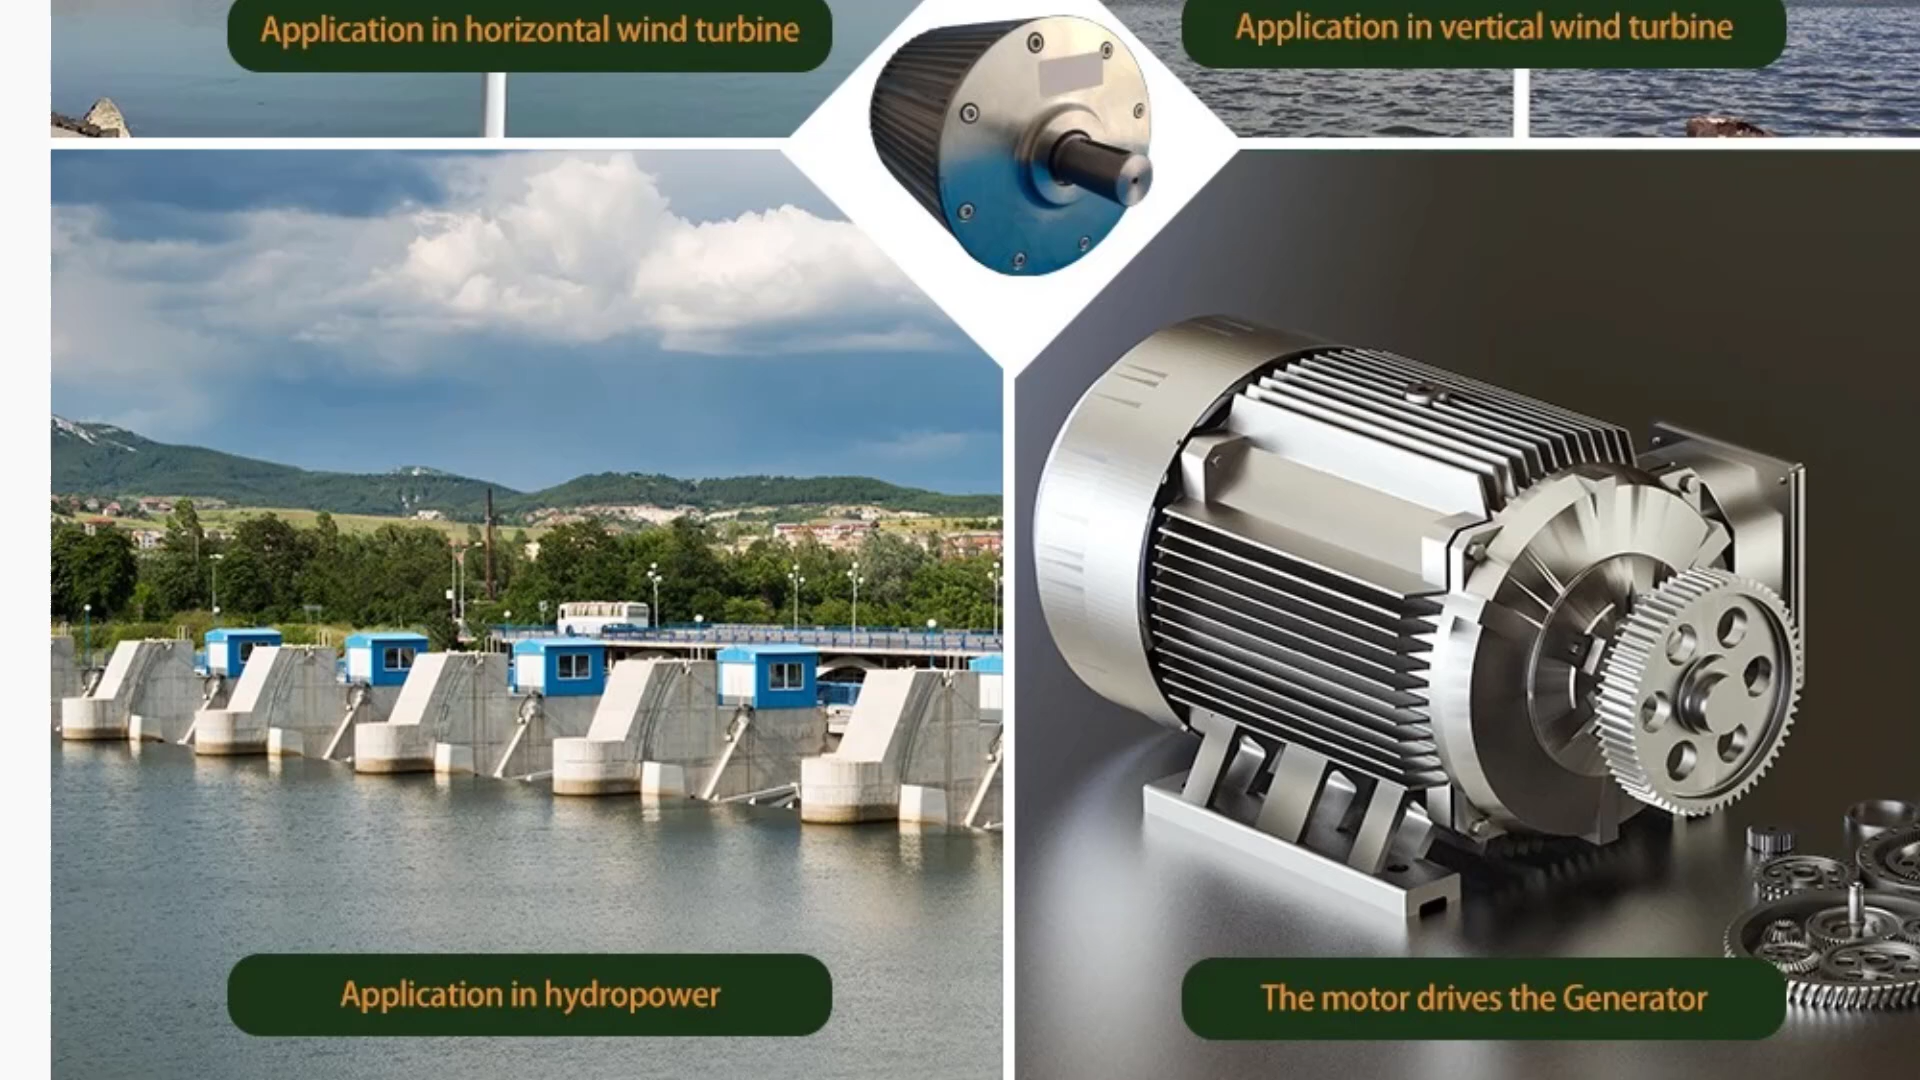 Application in horizontal wind turbine
Application in vertical wind turbine
Application in hydropower
The motor drives the Generator